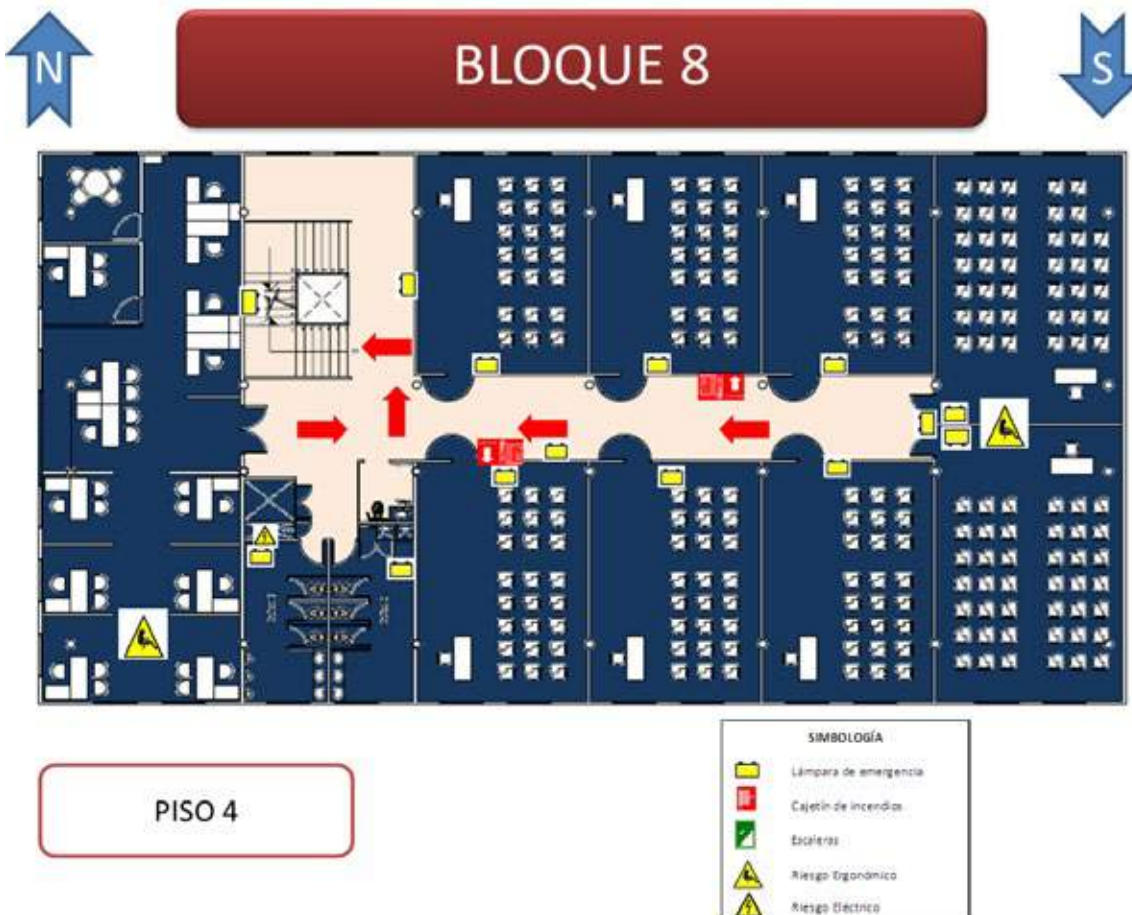 N
BLOQUE 8
S
PISO 4
SIMBOLOGÍA
Lámpara de emergencia
Cajetín de incendios
Escaleras
Riesgo Ergonómico
Riesgo Eléctrico